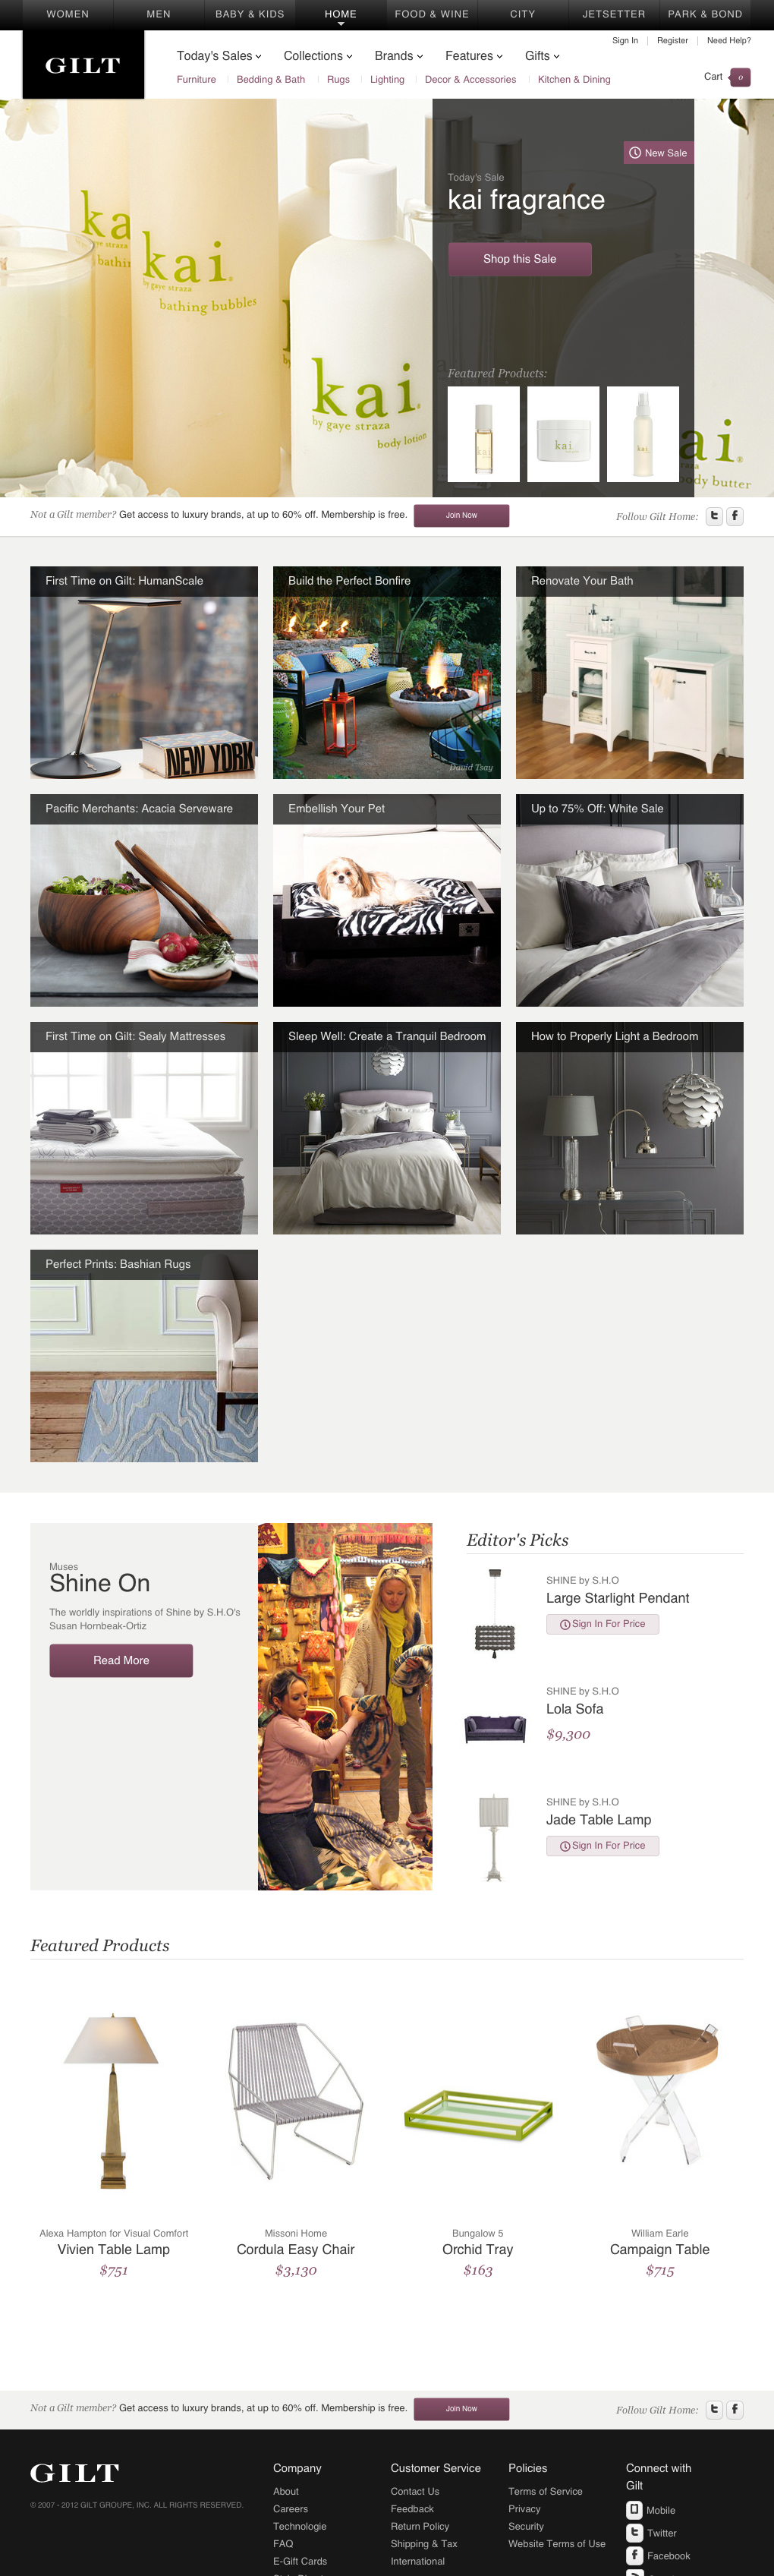 WOMEN MEN BABY & KIDS HOME FOOD & WINE CITY JETSETTER PARK & BOND
Sign In Register Need Help?
GILT
Today's Sales Collections Brands Features Gifts
Cart 0
Furniture Bedding & Bath Rugs Lighting Decor & Accessories Kitchen & Dining
New Sale
Today's Sale
kai fragrance
Shop this Sale
kai
by gaye straza
bathing bubbles
kai
by gaye straza
body lotion
Featured Products:
kai
kai
kai
body butter
Not a Gilt member? Get access to luxury brands, at up to 60% off. Membership is free. Join Now Follow Gilt Home:
First Time on Gilt: HumanScale
NEW YORK
Build the Perfect Bonfire
David Tsay
Renovate Your Bath
Pacific Merchants: Acacia Serveware
Embellish Your Pet
Up to 75% Off: White Sale
First Time on Gilt: Sealy Mattresses
Sleep Well: Create a Tranquil Bedroom
How to Properly Light a Bedroom
Perfect Prints: Bashian Rugs
Muses
Shine On
The worldly inspirations of Shine by S.H.O's
Susan Hornbeak-Ortiz
Read More
Editor's Picks
SHINE by S.H.O
Large Starlight Pendant
Sign In For Price
SHINE by S.H.O
Lola Sofa
$9,300
SHINE by S.H.O
Jade Table Lamp
Sign In For Price
Featured Products
Alexa Hampton for Visual Comfort
Vivien Table Lamp
$751
Missoni Home
Cordula Easy Chair
$3,130
Bungalow 5
Orchid Tray
$163
William Earle
Campaign Table
$715
Not a Gilt member? Get access to luxury brands, at up to 60% off. Membership is free. Join Now Follow Gilt Home:
GILT
© 2007 - 2012 GILT GROUPE, INC. ALL RIGHTS RESERVED.
Company
About
Careers
Technologie
FAQ
E-Gift Cards
Customer Service
Contact Us
Feedback
Return Policy
Shipping & Tax
International
Policies
Terms of Service
Privacy
Security
Website Terms of Use
Connect with
Gilt
Mobile
Twitter
Facebook